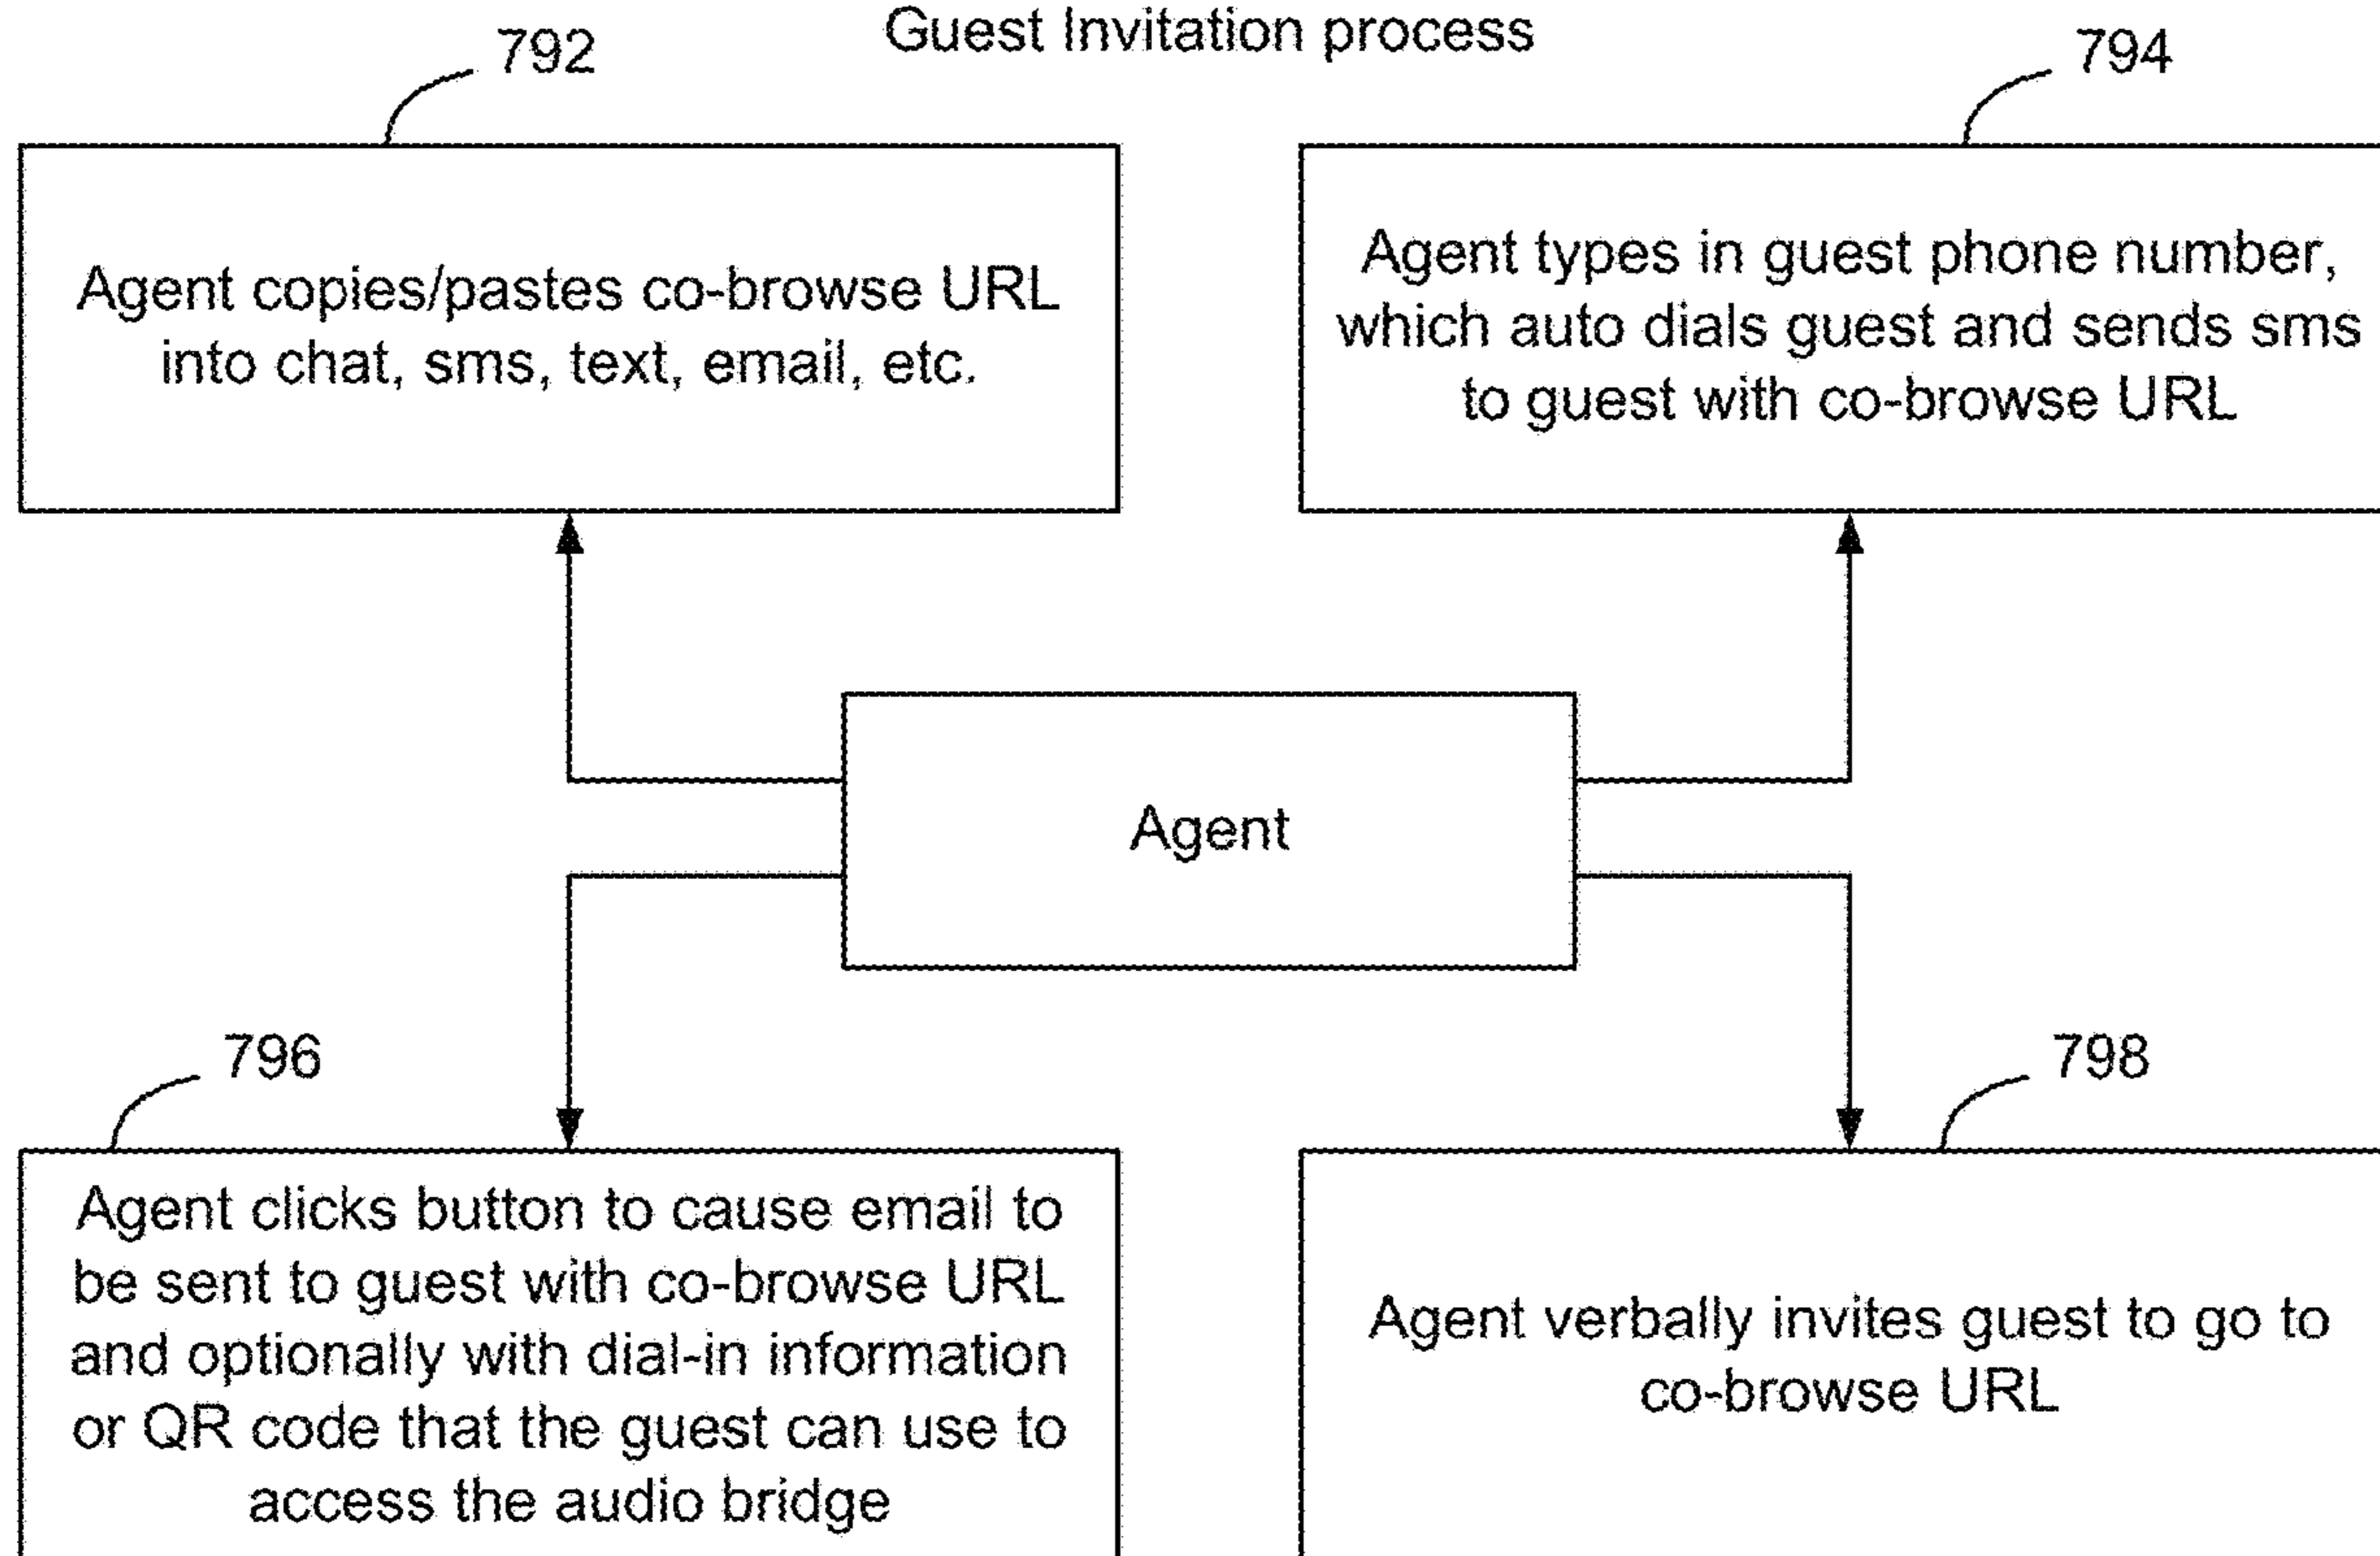 Guest Invitation process
792
794
Agent copies/pastes co-browse URL
into chat, sms, text, email, etc.
Agent types in guest phone number,
which auto dials guest and sends sms
to guest with co-browse URL
Agent
796
798
Agent clicks button to cause email to
be sent to guest with co-browse URL
and optionally with dial-in information
or QR code that the guest can use to
access the audio bridge
Agent verbally invites guest to go to
co-browse URL